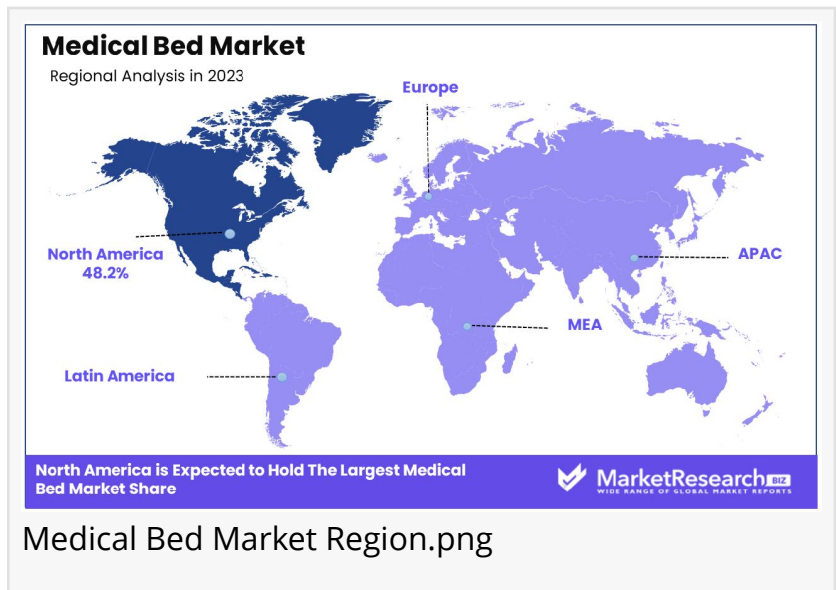 Medical Bed Market
Regional Analysis in 2023
Europe
North America
48.2%
APAC
MEA
Latin America
North America is Expected to Hold The Largest Medical
Bed Market Share
MarketResearch BIZ
WIDE RANGE OF GLOBAL MARKET REPORTS
Medical Bed Market Region.png